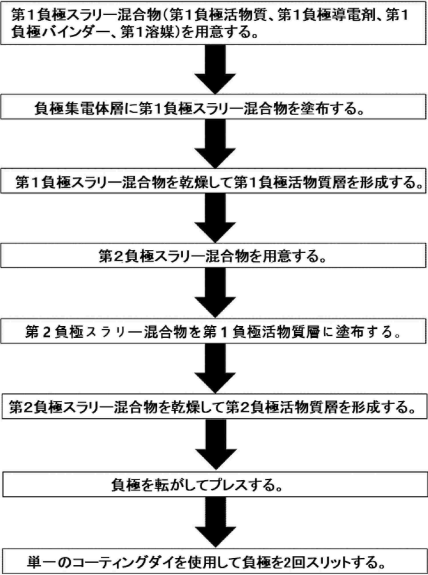 第１負極スラリー混合物（第１負極活物質、第１負極導電剤、第１
負極バインダー、第１溶媒）を用意する。
負極集電体層に第１負極スラリー混合物を塗布する。
第１負極スラリー混合物を乾燥して第１負極活物質層を形成する。
第２負極スラリー混合物を用意する。
第２負極スラリー混合物を第１負極活物質層に塗布する。
第２負極スラリー混合物を乾燥して第２負極活物質層を形成する。
負極を転がしてプレスする。
単一のコーティングダイを使用して負極を2回スリットする。